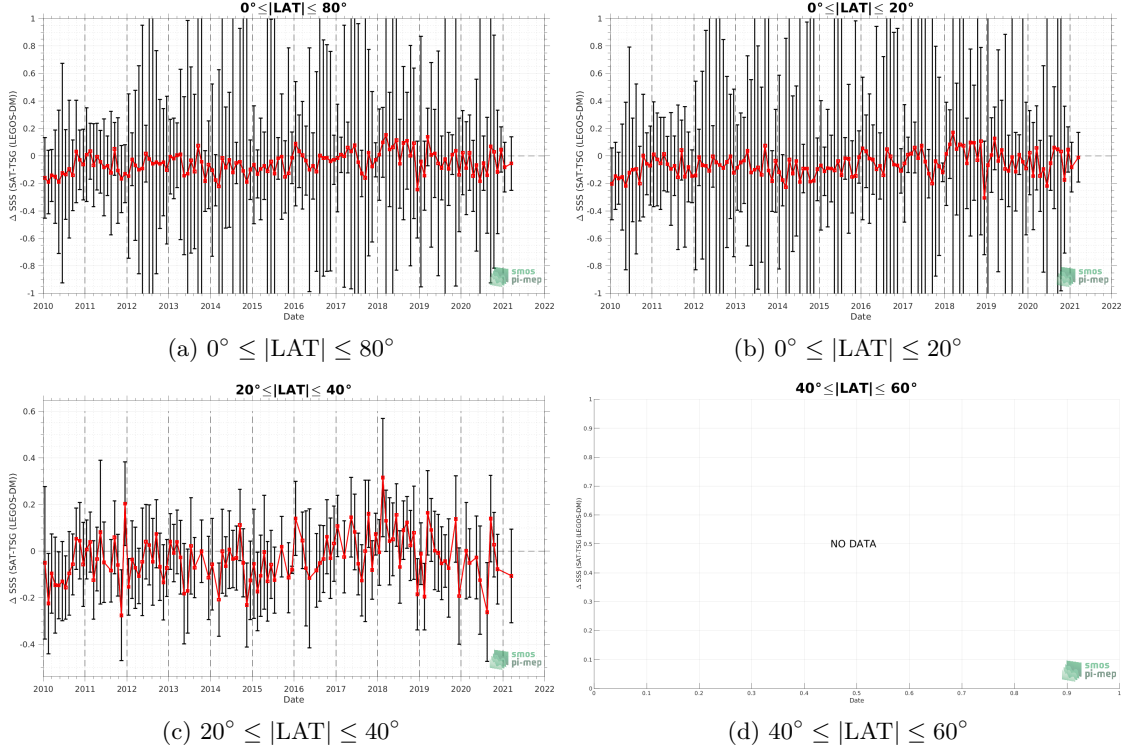 0°≤|LAT|≤ 80°
Δ SSS (SAT-TSG (LEGOS-DM))
1
0.8
0.6
0.4
0.2
0
-0.2
-0.4
-0.6
-0.8
-1
2010 2011 2012 2013 2014 2015 2016 2017 2018 2019 2020 2021 2022
Date
smos
pi-mep
(a) 0° ≤ |LAT| ≤ 80°
0°≤|LAT|≤ 20°
Δ SSS (SAT-TSG (LEGOS-DM))
1
0.8
0.6
0.4
0.2
0
-0.2
-0.4
-0.6
-0.8
-1
2010 2011 2012 2013 2014 2015 2016 2017 2018 2019 2020 2021 2022
Date
smos
pi-mep
(b) 0° ≤ |LAT| ≤ 20°
20°≤|LAT|≤ 40°
Δ SSS (SAT-TSG (LEGOS-DM))
0.6
0.4
0.2
0
-0.2
-0.4
2010 2011 2012 2013 2014 2015 2016 2017 2018 2019 2020 2021 2022
Date
smos
pi-mep
(c) 20° ≤ |LAT| ≤ 40°
40°≤|LAT|≤ 60°
Δ SSS (SAT-TSG (LEGOS-DM))
1
0.9
0.8
0.7
0.6
0.5
0.4
0.3
0.2
0.1
0
NO DATA
0 0.1 0.2 0.3 0.4 0.5 0.6 0.7 0.8 0.9 1
Date
smos
pi-mep
(d) 40° ≤ |LAT| ≤ 60°